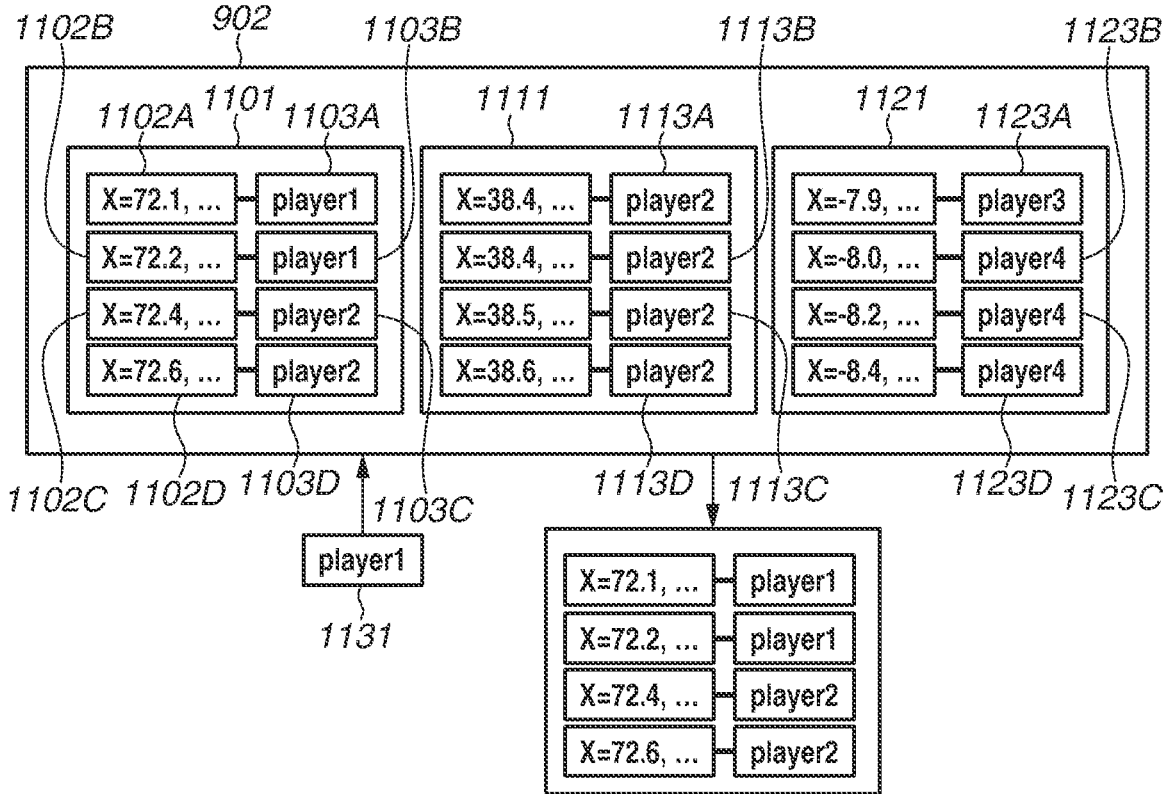 1102B 902 1103B 1113B 1123B
1101 1111 1121
1102A 1103A 1113A 1123A
X=72.1, ... player1 X=38.4, ... player2 X=-7.9, ... player3
X=72.2, ... player1 X=38.4, ... player2 X=-8.0, ... player4
X=72.4, ... player2 X=38.5, ... player2 X=-8.2, ... player4
X=72.6, ... player2 X=38.6, ... player2 X=-8.4, ... player4
1102C 1102D 1103D 1103C 1113D 1113C 1123D 1123C
player1
1131
X=72.1, ... player1
X=72.2, ... player1
X=72.4, ... player2
X=72.6, ... player2